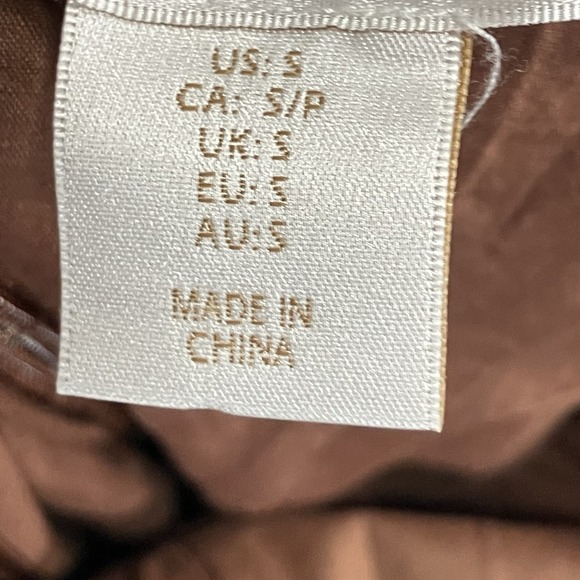 US: S
CA: S/P
UK: S
EU: S
AU: S
MADE IN
CHINA